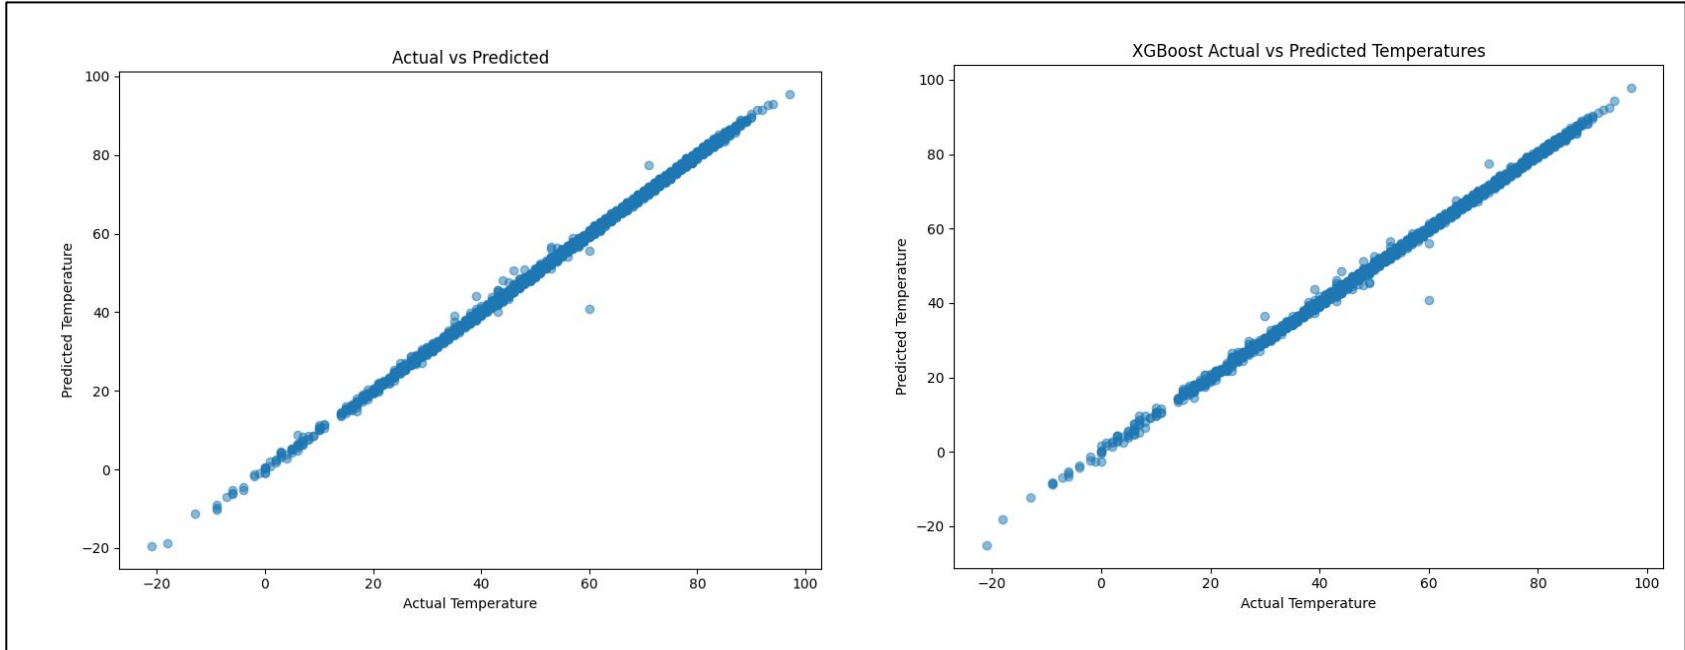 Actual vs Predicted
100
80
60
40
20
0
−20
Predicted Temperature
−20 0 20 40 60 80 100
Actual Temperature
XGBoost Actual vs Predicted Temperatures
100
80
60
40
20
0
−20
Predicted Temperature
−20 0 20 40 60 80 100
Actual Temperature